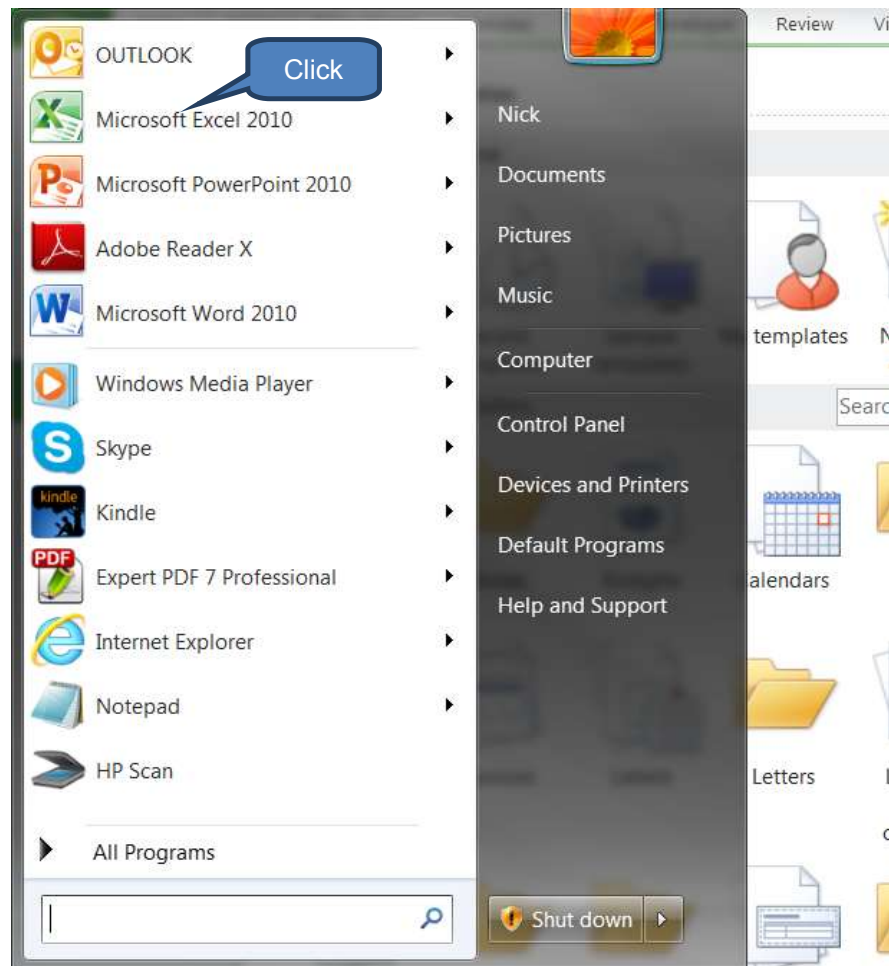 OUTLOOK
Click
Microsoft Excel 2010
Microsoft PowerPoint 2010
Adobe Reader X
Microsoft Word 2010
Windows Media Player
Skype
kindle
Kindle
PDF
Expert PDF 7 Professional
Internet Explorer
Notepad
HP Scan
All Programs
Nick
Documents
Pictures
Music
Computer
Control Panel
Devices and Printers
Default Programs
Help and Support
Shut down
Review
templates
Letters